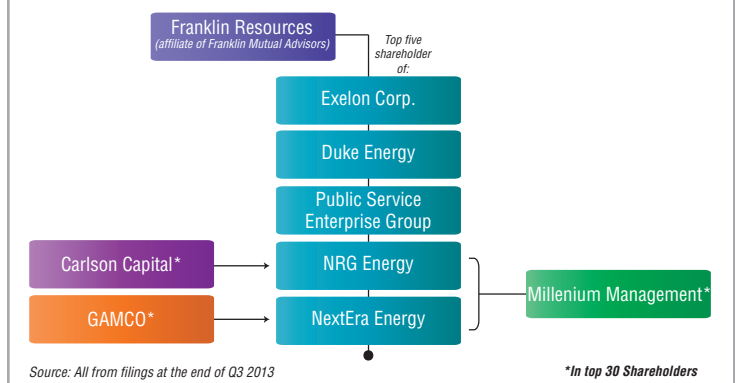 Franklin Resources
(affiliate of Franklin Mutual Advisors)
Top five
shareholder
of:
Exelon Corp.
Duke Energy
Public Service
Enterprise Group
Carlson Capital*
NRG Energy
Millenium Management*
GAMCO*
NextEra Energy
Source: All from filings at the end of Q3 2013
*In top 30 Shareholders